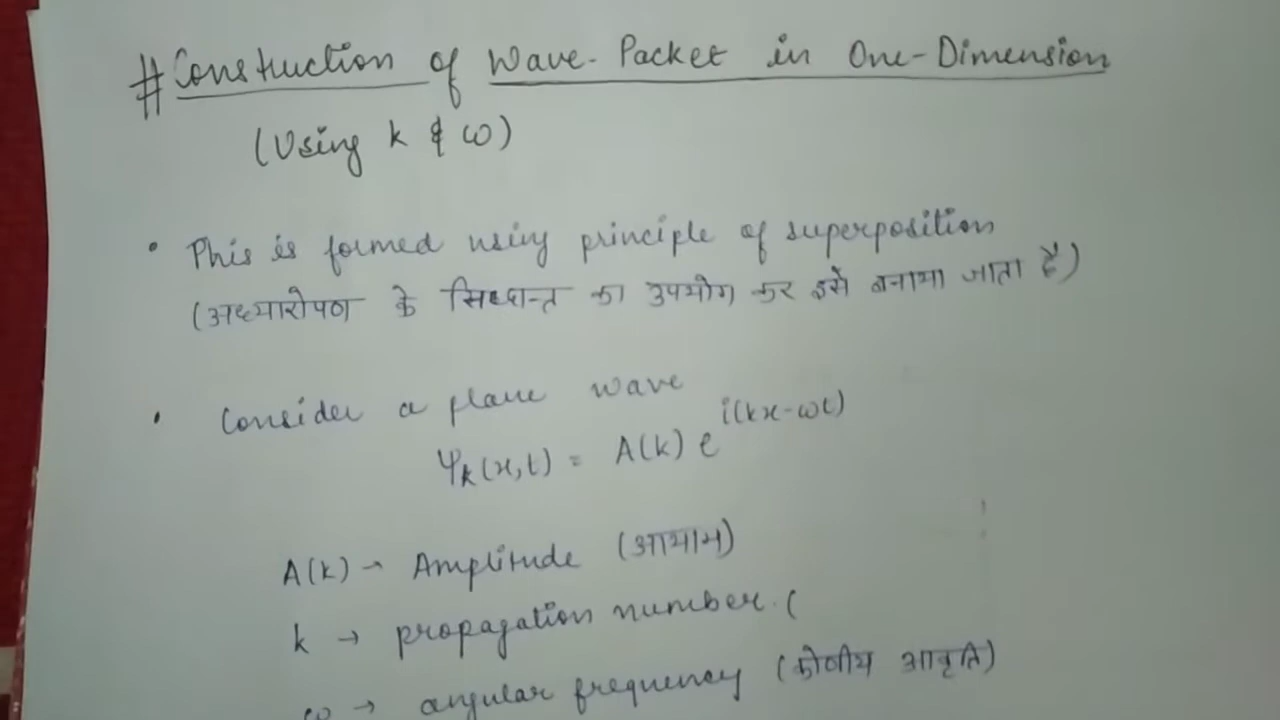 # Construction of Wave-Packet in One-Dimension
(Using k & ω)
• This is formed using principle of superposition
(अध्यारोपण के सिध्दान्त का उपयोग कर इसे बनाया जाता है)
• Consider a plane wave
Ψk(x,t) = A(k) e^i(kx-ωt)
A(k) → Amplitude (आयाम)
k → propagation number. (
ω → angular frequency (कोणीय आवृति)